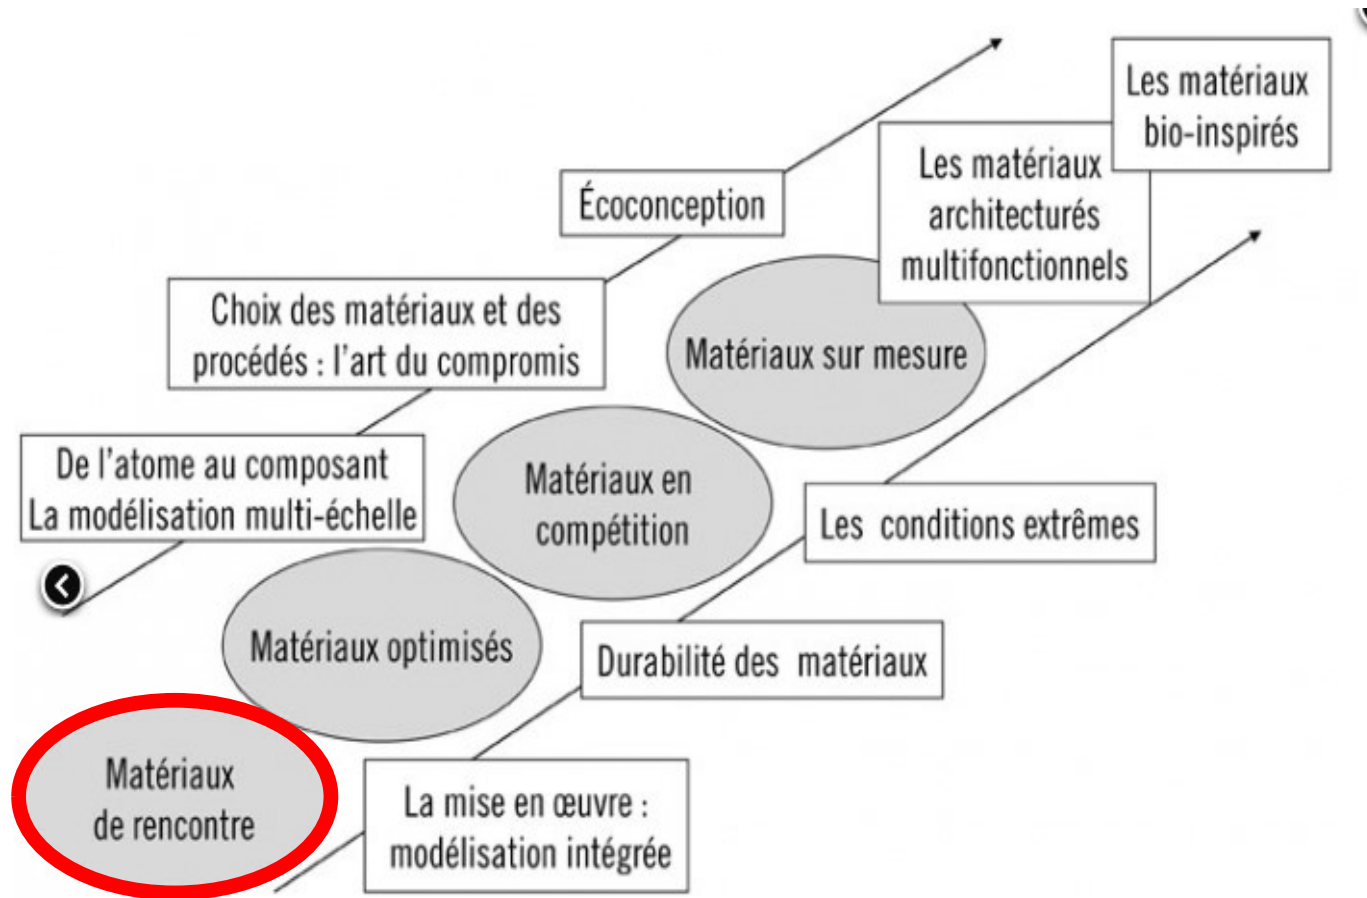 Les matériaux
bio-inspirés
Les matériaux
architecturés
multifonctionnels
Écoconception
Choix des matériaux et des
procédés : l'art du compromis
Matériaux sur mesure
De l'atome au composant
La modélisation multi-échelle
Matériaux en
compétition
Les conditions extrêmes
Matériaux optimisés
Durabilité des matériaux
Matériaux
de rencontre
La mise en œuvre :
modélisation intégrée